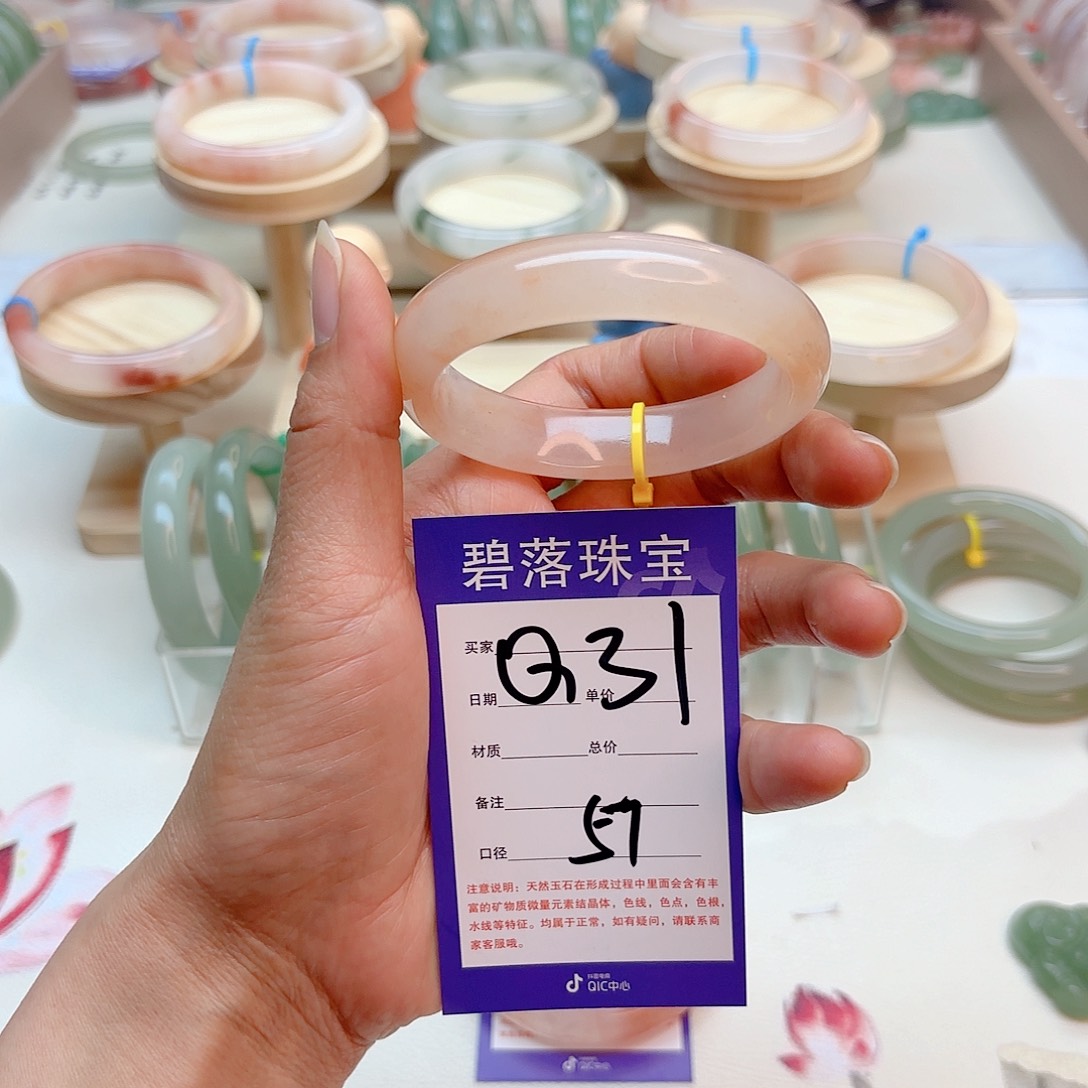 碧落珠宝
买家 Q31
日期 单价
材质 总价
备注
口径 57
注意说明：天然玉石在形成过程中里面会含有丰
富的矿物质微量元素结晶体，色线，色点，色根，
水线等特征。均属于正常，如有疑问，请联系商
家客服哦。
抖音电商
QIC中心